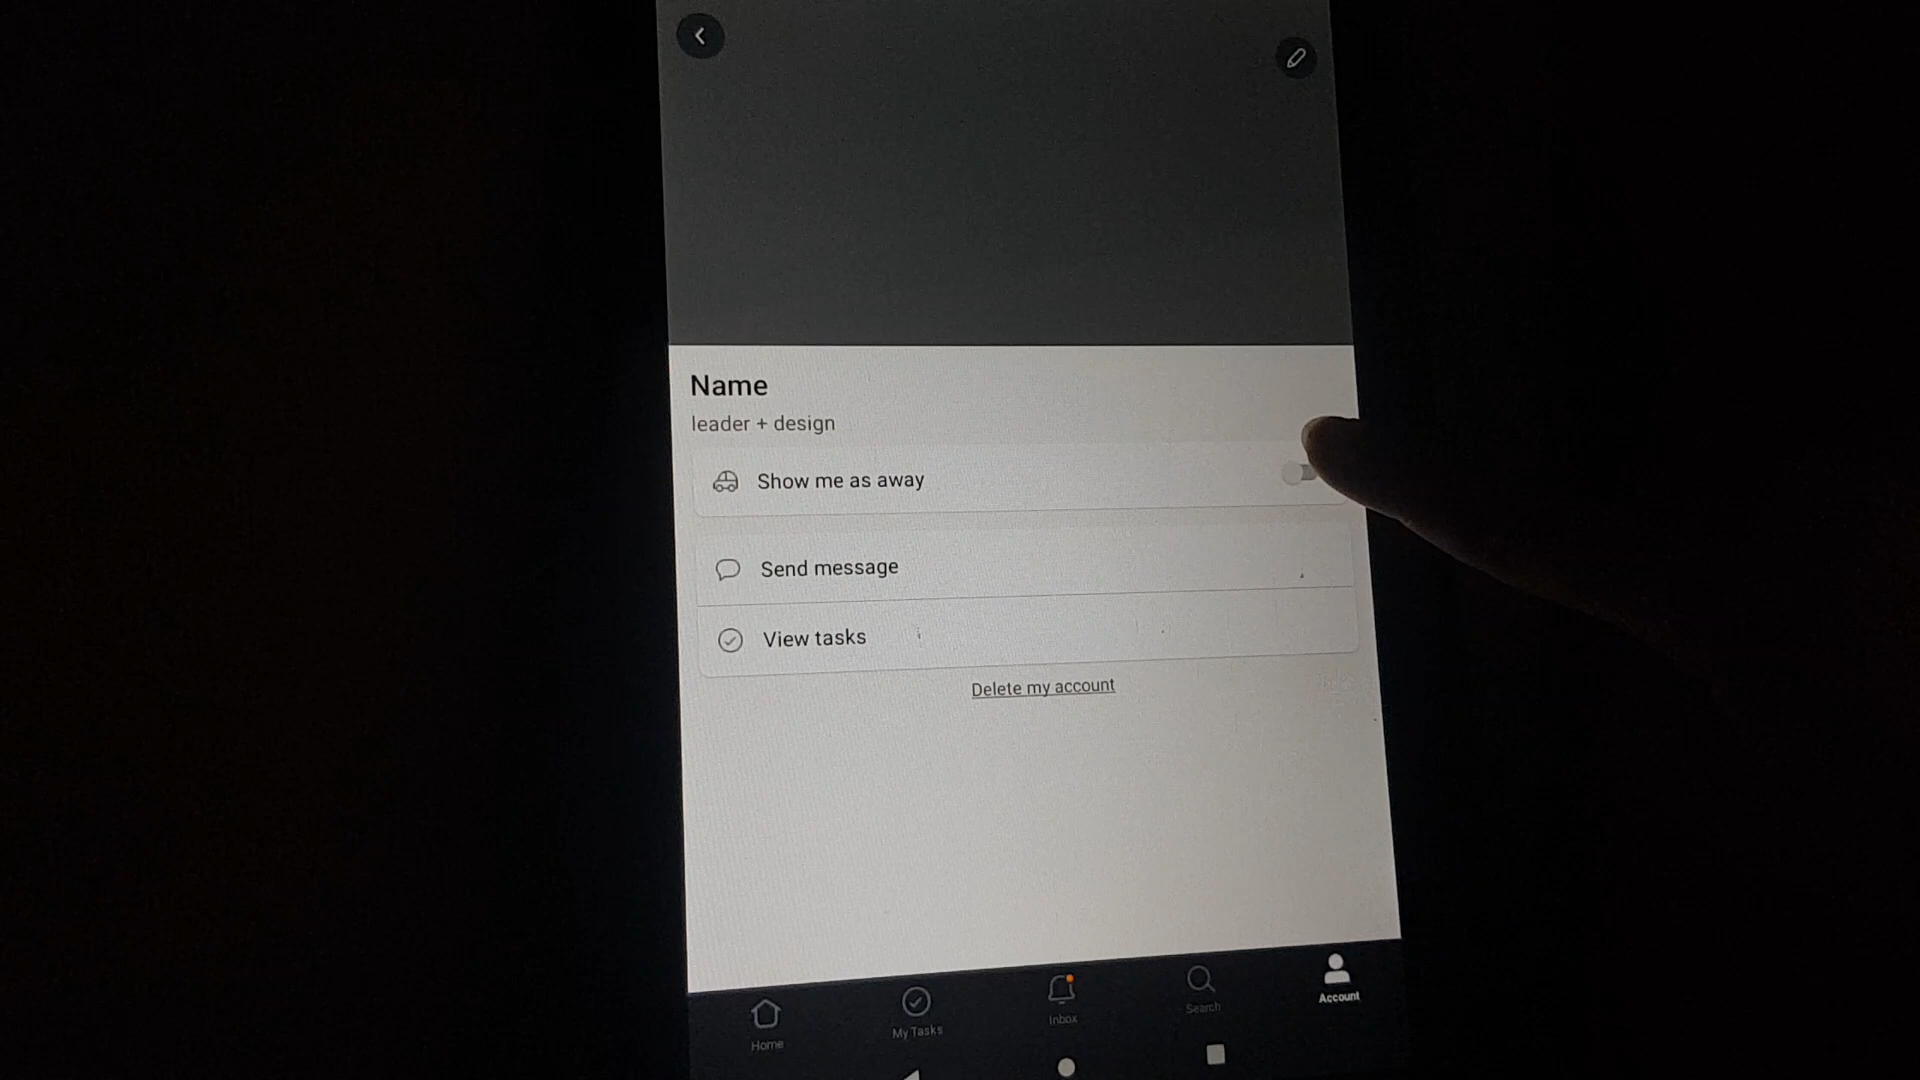 Name
leader + design
Show me as away
Send message
View tasks
Delete my account
Home
My Tasks
Inbox
Search
Account